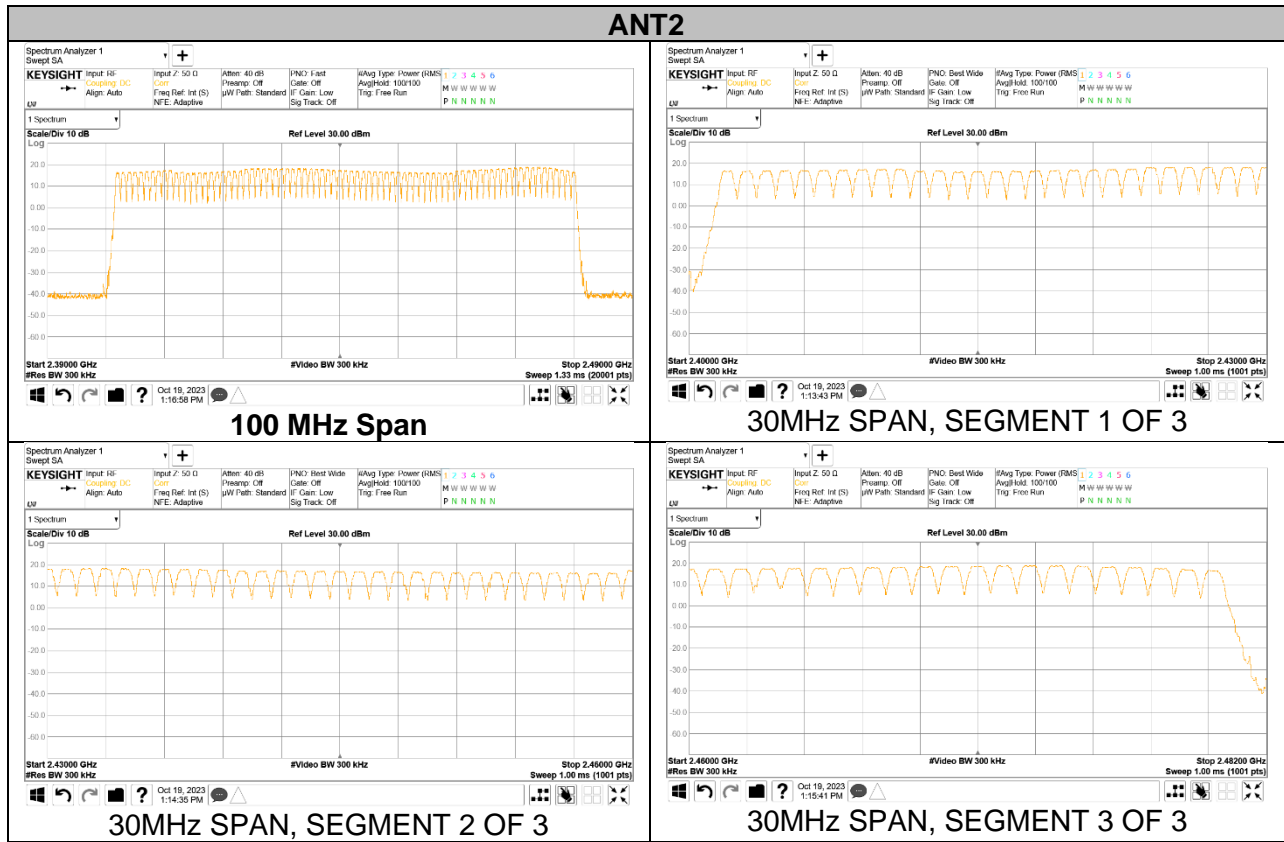 ANT2
Spectrum Analyzer 1
Swept SA
KEYSIGHT Input: RF Input Z: 50 Ω Atten: 40 dB PNO: Fast #Avg Type: Power (RMS 1 2 3 4 5 6
Coupling: DC Corr Preamp: Off Gate: Off Avg|Hold: 100/100 M W W W W W
Align: Auto Freq Ref: Int (S) µW Path: Standard IF Gain: Low Trig: Free Run
NFE: Adaptive Sig Track: Off P N N N N N
1 Spectrum
Scale/Div 10 dB Ref Level 30.00 dBm
Log
20.0
10.0
0.00
-10.0
-20.0
-30.0
-40.0
-50.0
-60.0
Start 2.39000 GHz #Video BW 300 kHz Stop 2.49000 GHz
#Res BW 300 kHz Sweep 1.33 ms (20001 pts)
? Oct 19, 2023
1:16:58 PM
100 MHz Span
Spectrum Analyzer 1
Swept SA
KEYSIGHT Input: RF Input Z: 50 Ω Atten: 40 dB PNO: Best Wide #Avg Type: Power (RMS 1 2 3 4 5 6
Coupling: DC Corr Preamp: Off Gate: Off Avg|Hold: 100/100 M W W W W W
Align: Auto Freq Ref: Int (S) µW Path: Standard IF Gain: Low Trig: Free Run
NFE: Adaptive Sig Track: Off P N N N N N
1 Spectrum
Scale/Div 10 dB Ref Level 30.00 dBm
Log
20.0
10.0
0.00
-10.0
-20.0
-30.0
-40.0
-50.0
-60.0
Start 2.40000 GHz #Video BW 300 kHz Stop 2.43000 GHz
#Res BW 300 kHz Sweep 1.00 ms (1001 pts)
? Oct 19, 2023
1:13:43 PM
30MHz SPAN, SEGMENT 1 OF 3
Spectrum Analyzer 1
Swept SA
KEYSIGHT Input: RF Input Z: 50 Ω Atten: 40 dB PNO: Best Wide #Avg Type: Power (RMS 1 2 3 4 5 6
Coupling: DC Corr Preamp: Off Gate: Off Avg|Hold: 100/100 M W W W W W
Align: Auto Freq Ref: Int (S) µW Path: Standard IF Gain: Low Trig: Free Run
NFE: Adaptive Sig Track: Off P N N N N N
1 Spectrum
Scale/Div 10 dB Ref Level 30.00 dBm
Log
20.0
10.0
0.00
-10.0
-20.0
-30.0
-40.0
-50.0
-60.0
Start 2.43000 GHz #Video BW 300 kHz Stop 2.46000 GHz
#Res BW 300 kHz Sweep 1.00 ms (1001 pts)
? Oct 19, 2023
1:14:35 PM
30MHz SPAN, SEGMENT 2 OF 3
Spectrum Analyzer 1
Swept SA
KEYSIGHT Input: RF Input Z: 50 Ω Atten: 40 dB PNO: Best Wide #Avg Type: Power (RMS 1 2 3 4 5 6
Coupling: DC Corr Preamp: Off Gate: Off Avg|Hold: 100/100 M W W W W W
Align: Auto Freq Ref: Int (S) µW Path: Standard IF Gain: Low Trig: Free Run
NFE: Adaptive Sig Track: Off P N N N N N
1 Spectrum
Scale/Div 10 dB Ref Level 30.00 dBm
Log
20.0
10.0
0.00
-10.0
-20.0
-30.0
-40.0
-50.0
-60.0
Start 2.46000 GHz #Video BW 300 kHz Stop 2.48200 GHz
#Res BW 300 kHz Sweep 1.00 ms (1001 pts)
? Oct 19, 2023
1:15:41 PM
30MHz SPAN, SEGMENT 3 OF 3